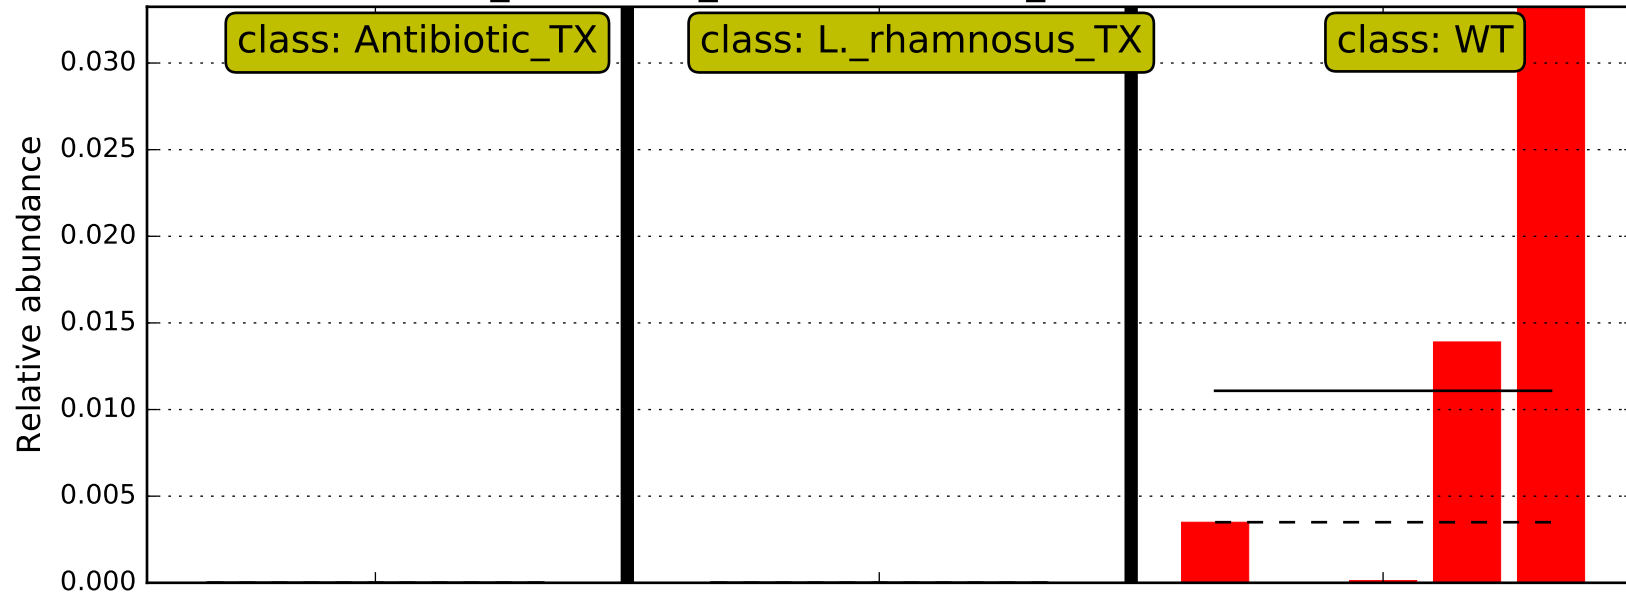 class: Antibiotic_TX
class: L._rhamnosus_TX
class: WT
Relative abundance
0.030
0.025
0.020
0.015
0.010
0.005
0.000